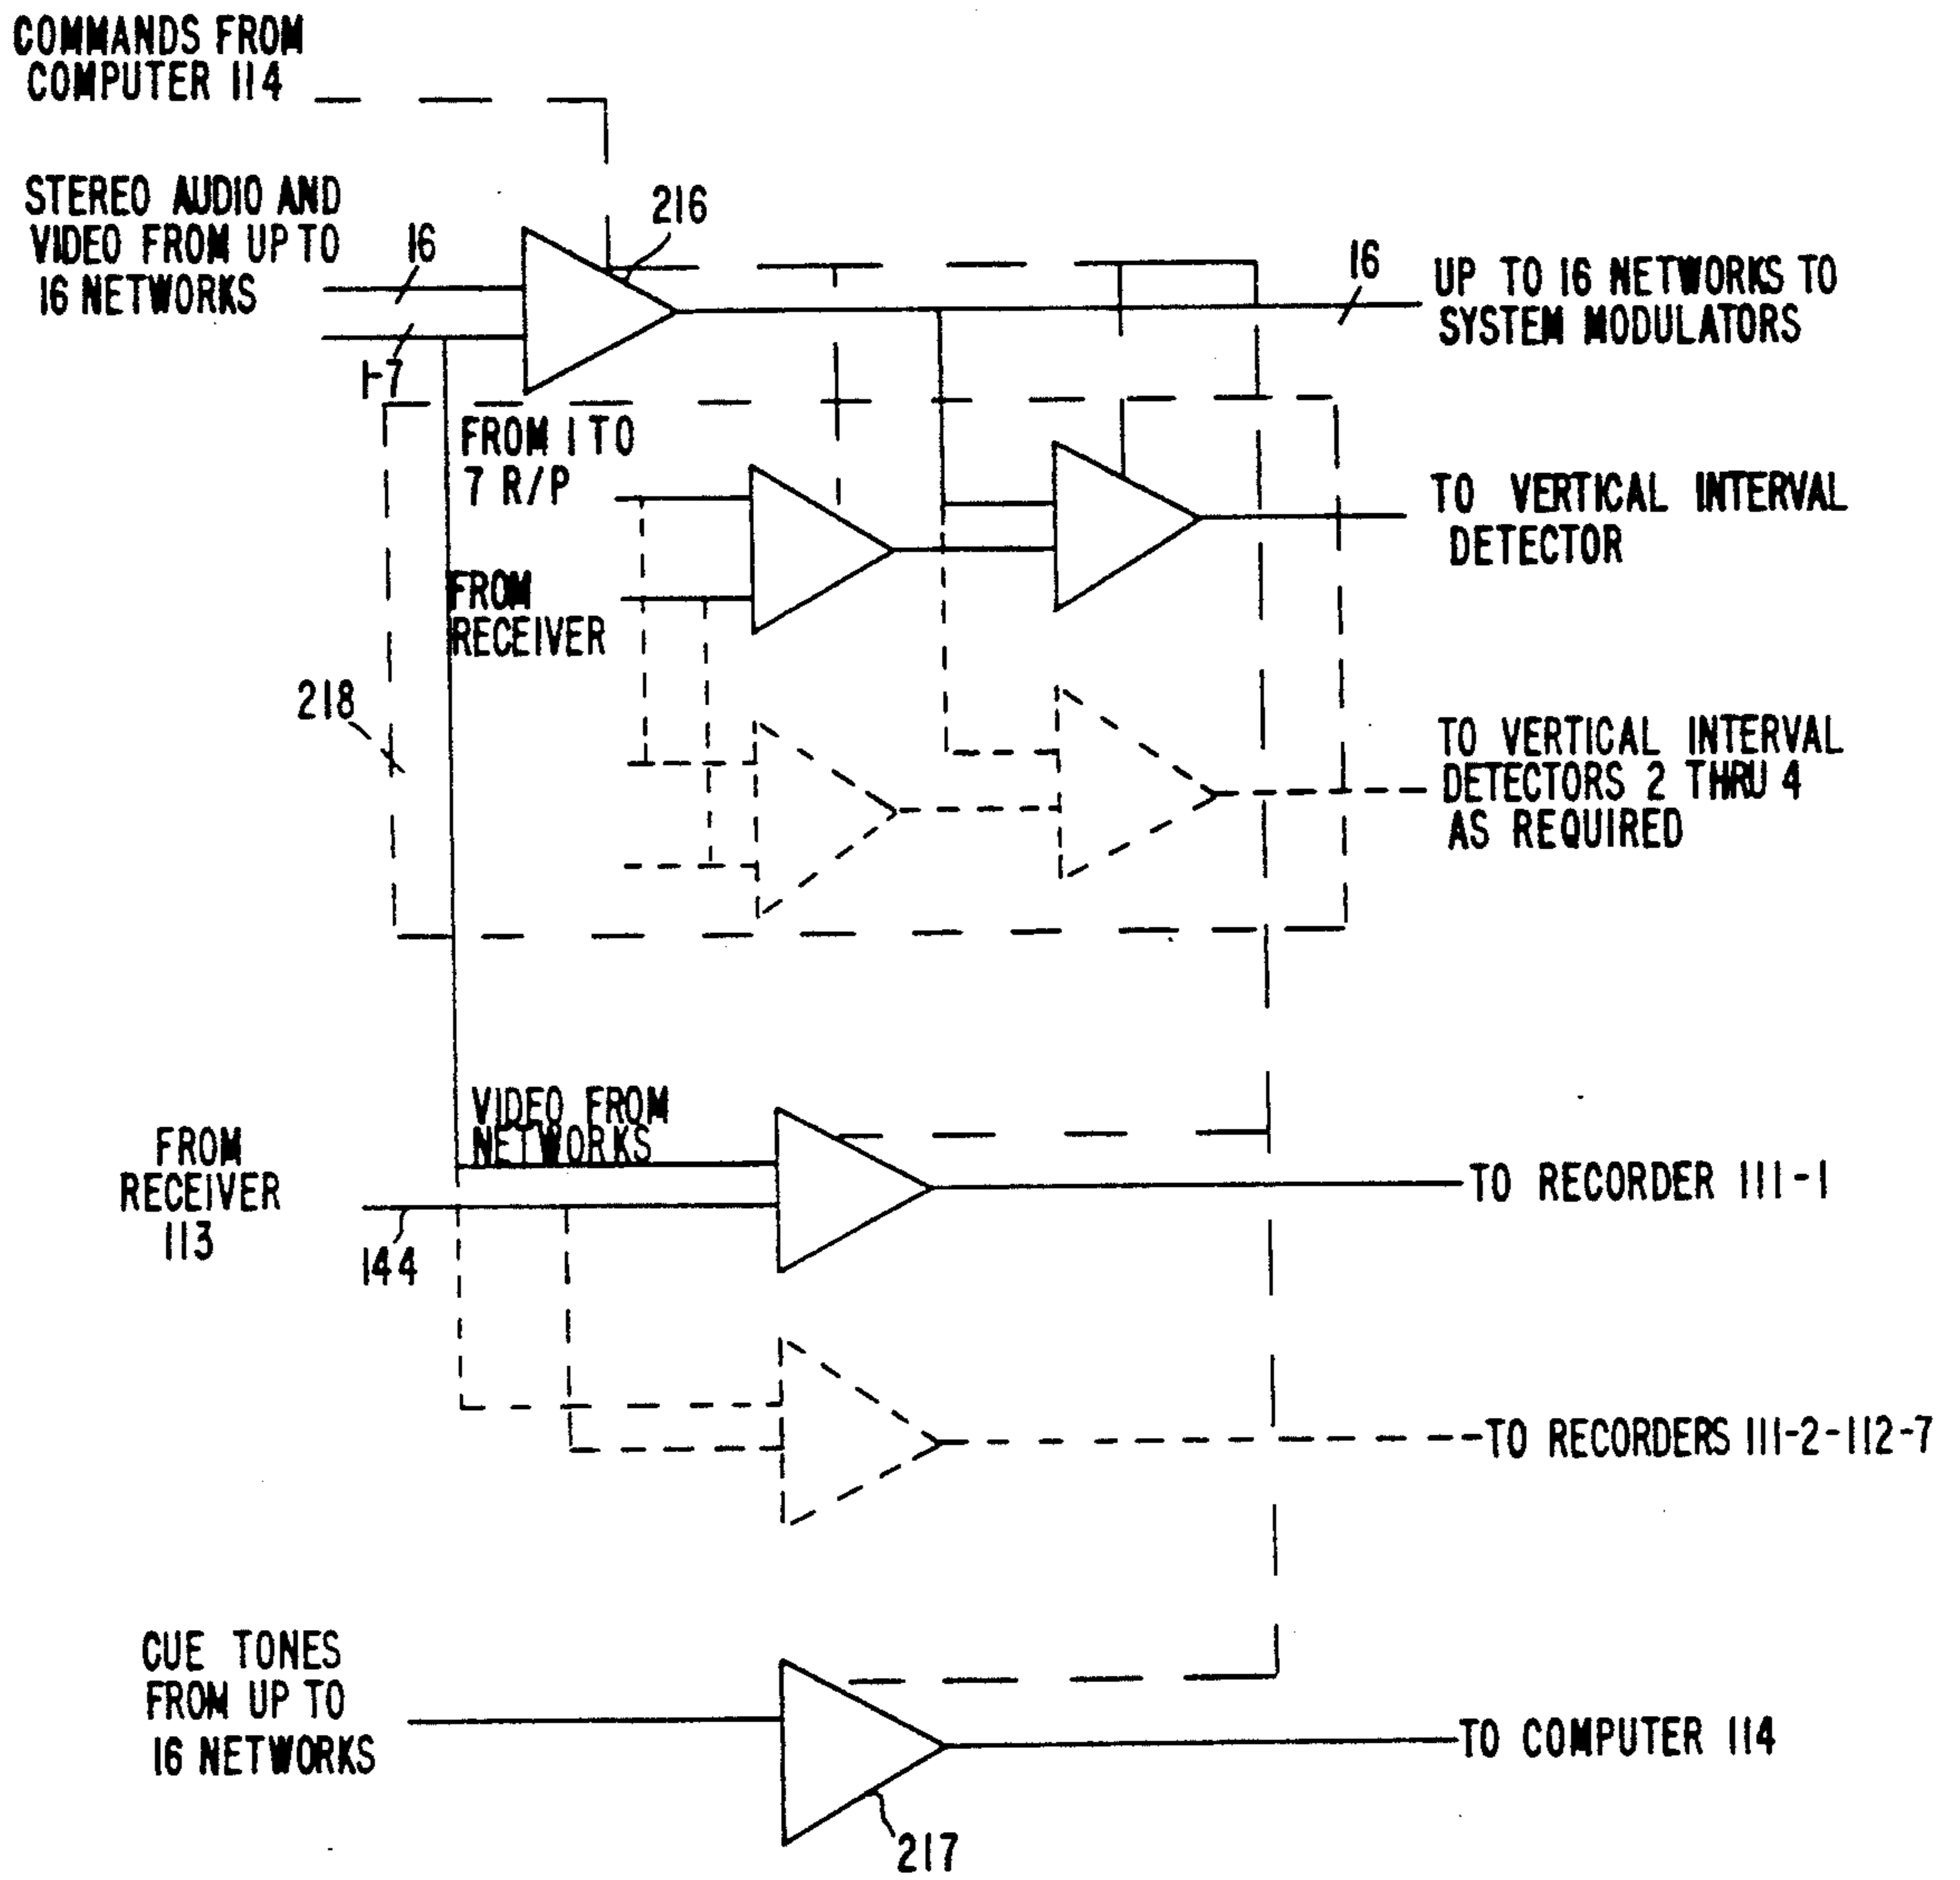 COMMANDS FROM
COMPUTER 114
STEREO AUDIO AND
VIDEO FROM UP TO
16 NETWORKS
16
1-7
216
16
UP TO 16 NETWORKS TO
SYSTEM MODULATORS
FROM 1 TO
7 R/P
FROM
RECEIVER
TO VERTICAL INTERVAL
DETECTOR
218
TO VERTICAL INTERVAL
DETECTORS 2 THRU 4
AS REQUIRED
VIDEO FROM
NETWORKS
FROM
RECEIVER
113
144
TO RECORDER 111-1
TO RECORDERS 111-2-112-7
CUE TONES
FROM UP TO
16 NETWORKS
TO COMPUTER 114
217